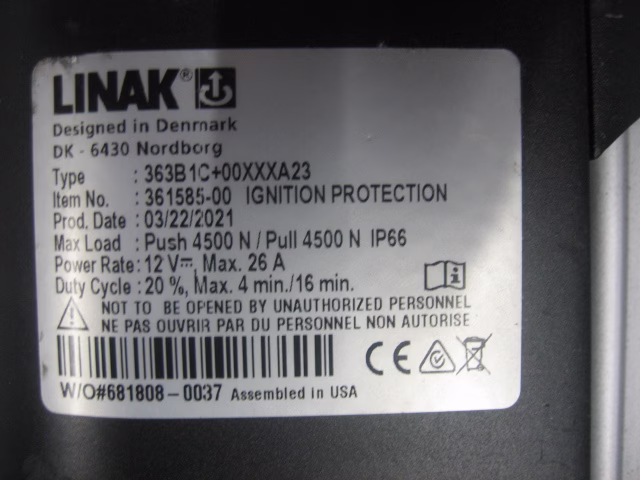 LINAK®
Designed in Denmark
DK - 6430 Nordborg
Type : 363B1C+00XXXA23
Item No. : 361585-00 IGNITION PROTECTION
Prod. Date : 03/22/2021
Max Load : Push 4500 N / Pull 4500 N IP66
Power Rate: 12 V⎓, Max. 26 A
Duty Cycle : 20 %, Max. 4 min./16 min.
NOT TO BE OPENED BY UNAUTHORIZED PERSONNEL
NE PAS OUVRIR PAR DU PERSONNEL NON AUTORISE
CE
W/O#681808-0037 Assembled in USA